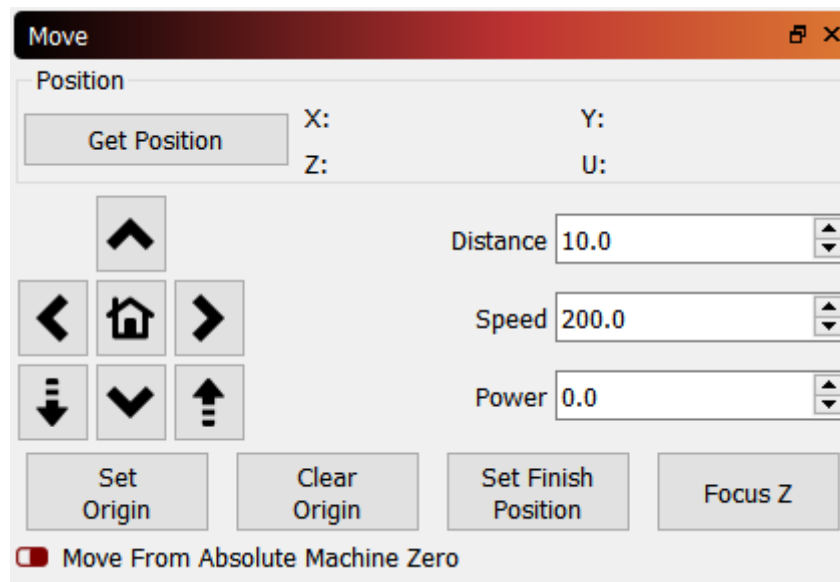 Move
Position
Get Position
X:
Y:
Z:
U:
Distance 10.0
Speed 200.0
Power 0.0
Set
Origin
Clear
Origin
Set Finish
Position
Focus Z
Move From Absolute Machine Zero